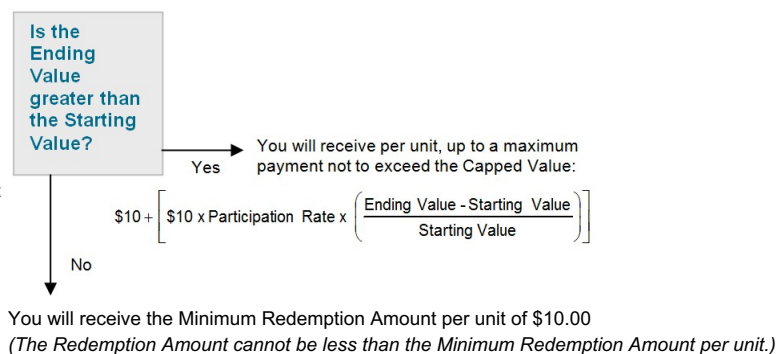 Is the
Ending
Value
greater than
the Starting
Value?
Yes
You will receive per unit, up to a maximum
payment not to exceed the Capped Value:
$10 + [ $10 x Participation Rate x ( Ending Value - Starting Value
Starting Value ) ]
No
You will receive the Minimum Redemption Amount per unit of $10.00
(The Redemption Amount cannot be less than the Minimum Redemption Amount per unit.)